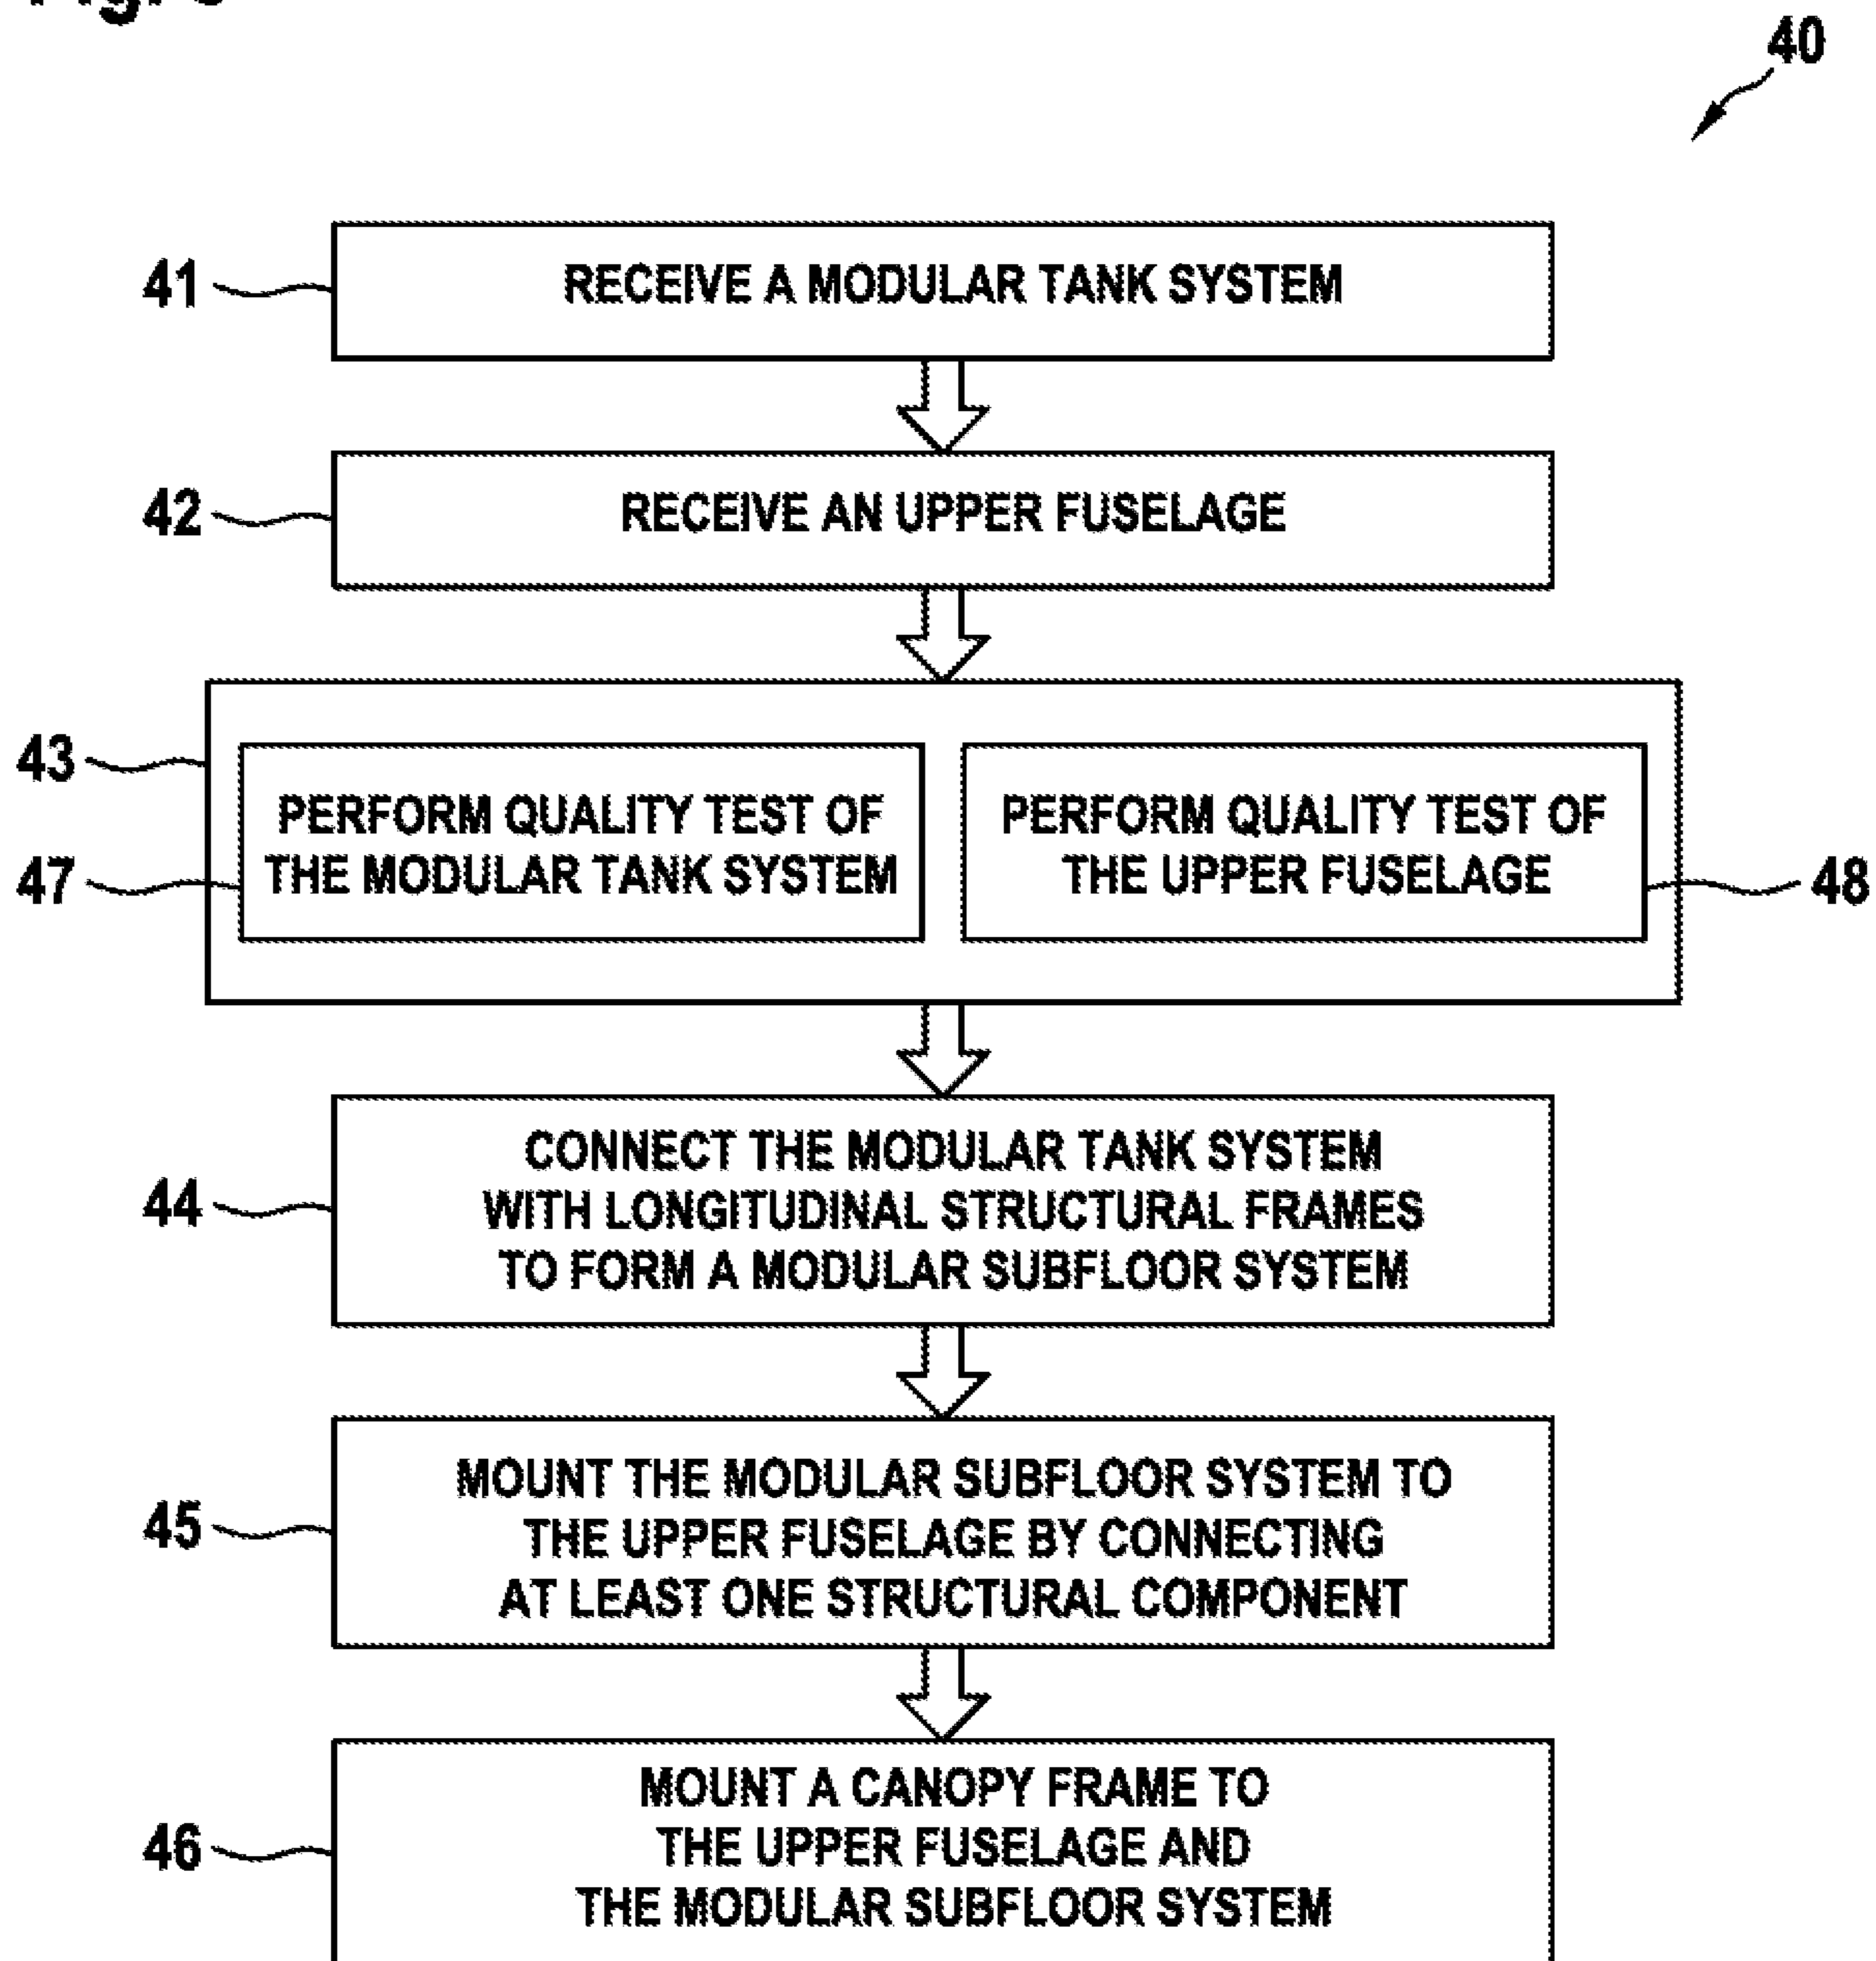 40
41
RECEIVE A MODULAR TANK SYSTEM
42
RECEIVE AN UPPER FUSELAGE
43
PERFORM QUALITY TEST OF
THE MODULAR TANK SYSTEM
47
PERFORM QUALITY TEST OF
THE UPPER FUSELAGE
48
44
CONNECT THE MODULAR TANK SYSTEM
WITH LONGITUDINAL STRUCTURAL FRAMES
TO FORM A MODULAR SUBFLOOR SYSTEM
45
MOUNT THE MODULAR SUBFLOOR SYSTEM TO
THE UPPER FUSELAGE BY CONNECTING
AT LEAST ONE STRUCTURAL COMPONENT
46
MOUNT A CANOPY FRAME TO
THE UPPER FUSELAGE AND
THE MODULAR SUBFLOOR SYSTEM